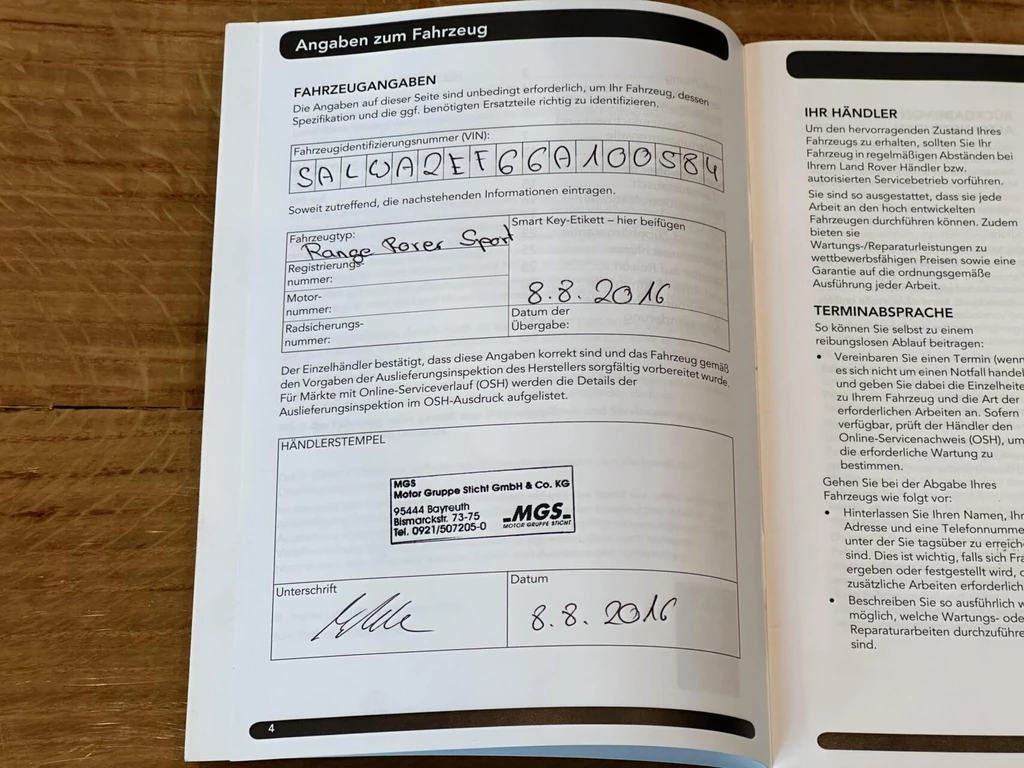 Angaben zum Fahrzeug
FAHRZEUGANGABEN
Die Angaben auf dieser Seite sind unbedingt erforderlich, um Ihr Fahrzeug, dessen
Spezifikation und die ggf. benötigten Ersatzteile richtig zu identifizieren.
Fahrzeugidentifizierungsnummer (VIN):
SALWA2EF6GA100584
Soweit zutreffend, die nachstehenden Informationen eintragen.
Fahrzeugtyp:
Range Rover Sport
Registrierungs-
nummer:
Motor-
nummer:
Radsicherungs-
nummer:
Smart Key-Etikett – hier beifügen
8.8.2016
Datum der
Übergabe:
Der Einzelhändler bestätigt, dass diese Angaben korrekt sind und das Fahrzeug gemäß
den Vorgaben der Auslieferungsinspektion des Herstellers sorgfältig vorbereitet wurde.
Für Märkte mit Online-Serviceverlauf (OSH) werden die Details der
Auslieferungsinspektion im OSH-Ausdruck aufgelistet.
HÄNDLERSTEMPEL
MGS
Motor Gruppe Sticht GmbH & Co. KG
95444 Bayreuth
Bismarckstr. 73-75
Tel. 0921/507205-0
MGS
MOTOR GRUPPE STICHT
Unterschrift
Datum
8.8.2016
4
IHR HÄNDLER
Um den hervorragenden Zustand Ihres
Fahrzeugs zu erhalten, sollten Sie Ihr
Fahrzeug in regelmäßigen Abständen bei
Ihrem Land Rover Händler bzw.
autorisierten Servicebetrieb vorführen.
Sie sind so ausgestattet, dass sie jede
Arbeit an den hoch entwickelten
Fahrzeugen durchführen können. Zudem
bieten sie
Wartungs-/Reparaturleistungen zu
wettbewerbsfähigen Preisen sowie eine
Garantie auf die ordnungsgemäße
Ausführung jeder Arbeit.
TERMINABSPRACHE
So können Sie selbst zu einem
reibungslosen Ablauf beitragen:
• Vereinbaren Sie einen Termin (wenn
es sich nicht um einen Notfall handel
und geben Sie dabei die Einzelheite
zu Ihrem Fahrzeug und die Art der
erforderlichen Arbeiten an. Sofern
verfügbar, prüft der Händler den
Online-Servicenachweis (OSH), um
die erforderliche Wartung zu
bestimmen.
Gehen Sie bei der Abgabe Ihres
Fahrzeugs wie folgt vor:
• Hinterlassen Sie Ihren Namen, Ihr
Adresse und eine Telefonnumme
unter der Sie tagsüber zu erreich
sind. Dies ist wichtig, falls sich Fra
ergeben oder festgestellt wird, d
zusätzliche Arbeiten erforderlich
• Beschreiben Sie so ausführlich w
möglich, welche Wartungs- ode
Reparaturarbeiten durchzuführe
sind.